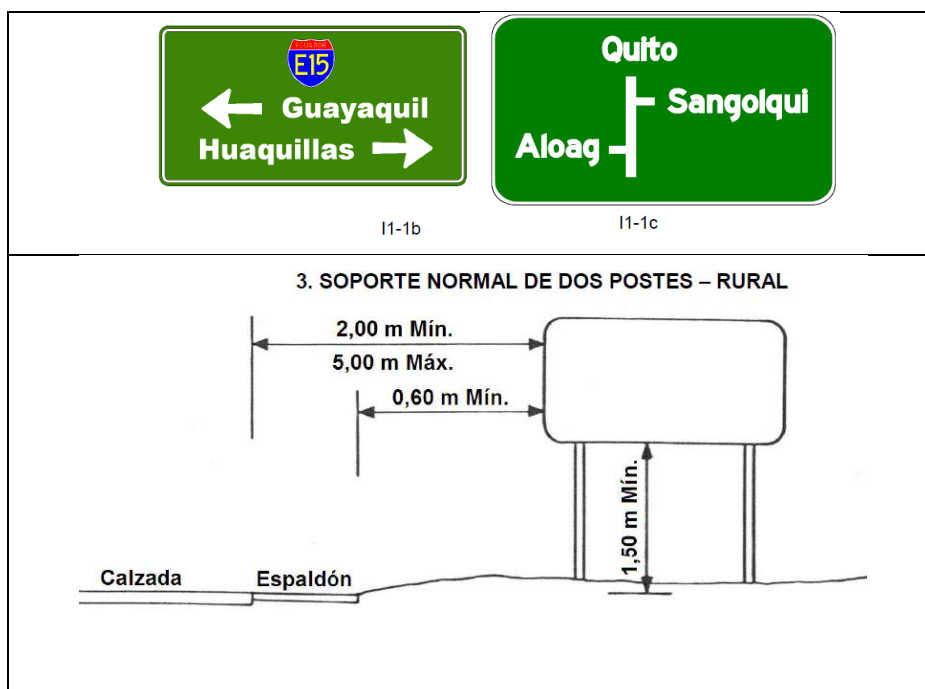 ECUADOR
E15
Guayaquil
Huaquillas
I1-1b
Quito
Sangolqui
Aloag
I1-1c
3. SOPORTE NORMAL DE DOS POSTES – RURAL
2,00 m Mín.
5,00 m Máx.
0,60 m Mín.
1,50 m Mín.
Calzada
Espaldón